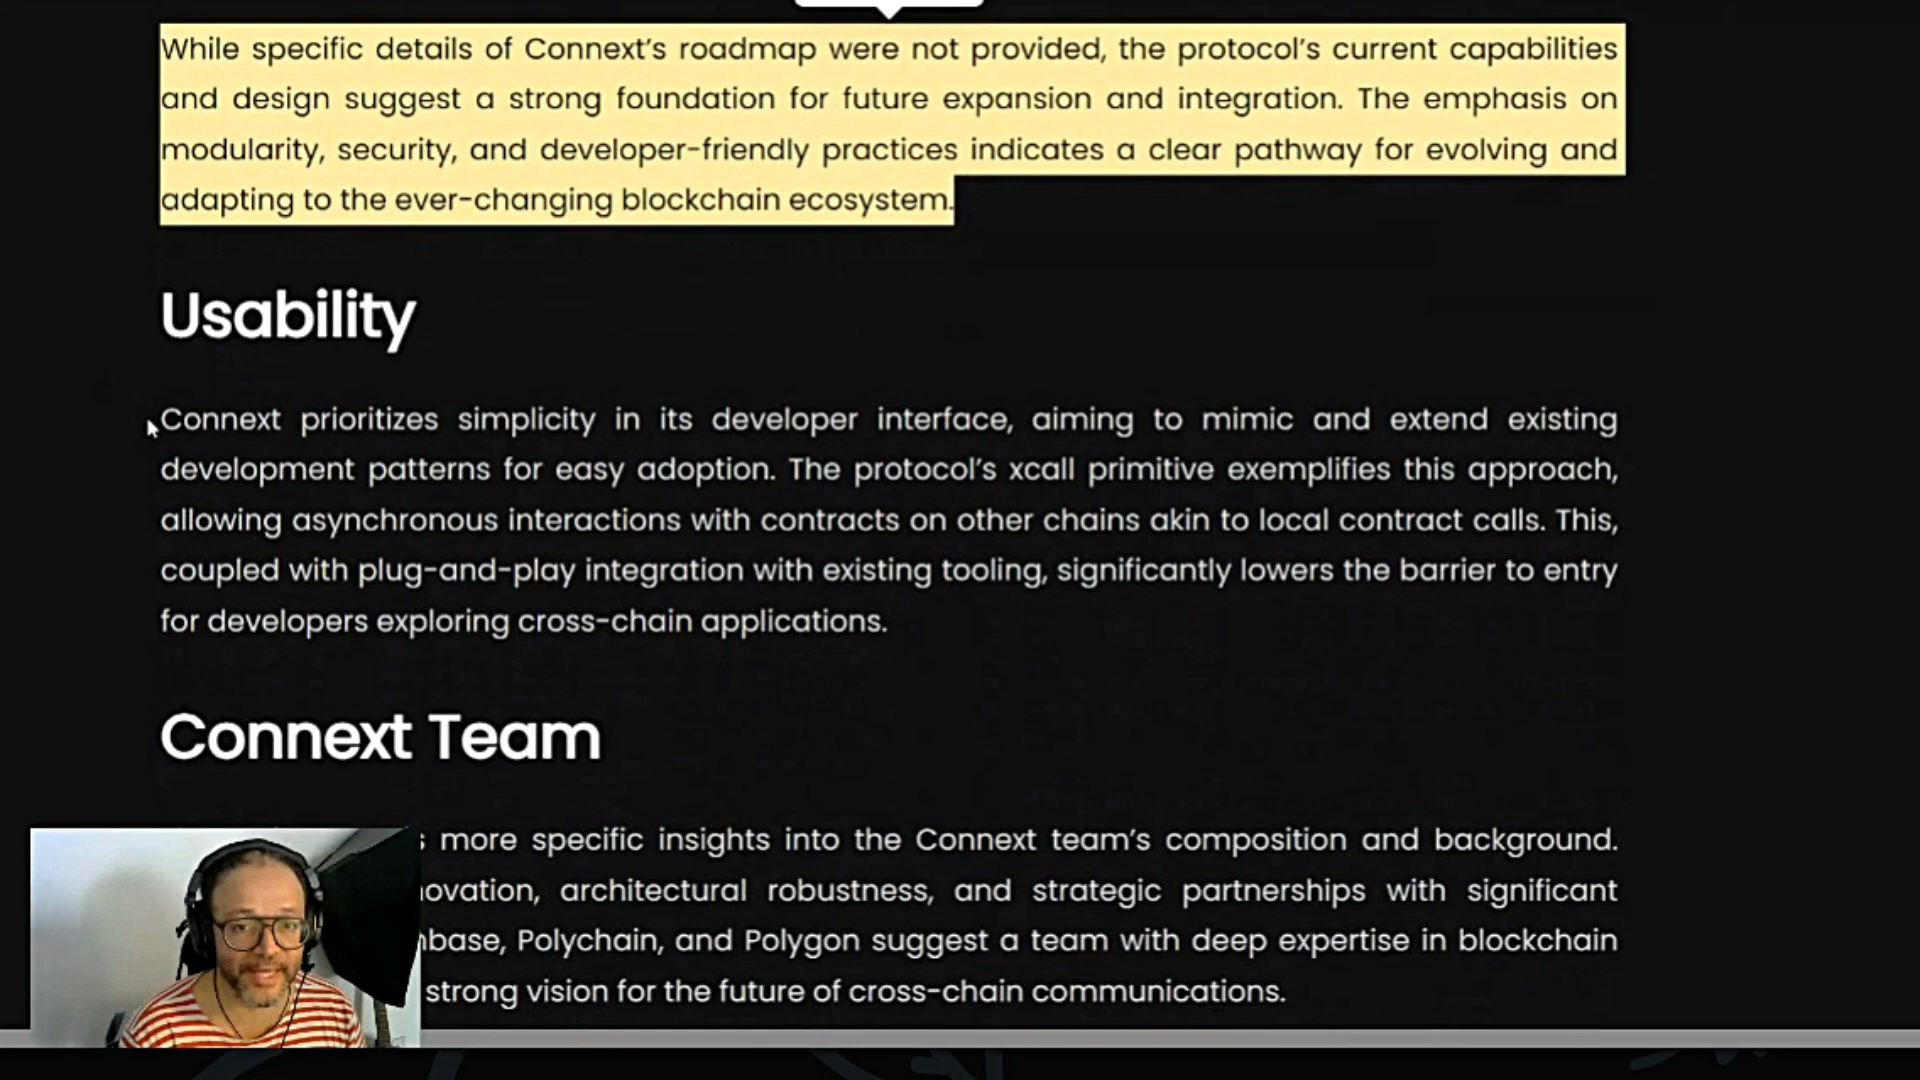 While specific details of Connext’s roadmap were not provided, the protocol’s current capabilities
and design suggest a strong foundation for future expansion and integration. The emphasis on
modularity, security, and developer-friendly practices indicates a clear pathway for evolving and
adapting to the ever-changing blockchain ecosystem.
Usability
Connext prioritizes simplicity in its developer interface, aiming to mimic and extend existing
development patterns for easy adoption. The protocol’s xcall primitive exemplifies this approach,
allowing asynchronous interactions with contracts on other chains akin to local contract calls. This,
coupled with plug-and-play integration with existing tooling, significantly lowers the barrier to entry
for developers exploring cross-chain applications.
Connext Team
more specific insights into the Connext team’s composition and background.
architectural robustness, and strategic partnerships with significant
Polychain, and Polygon suggest a team with deep expertise in blockchain
strong vision for the future of cross-chain communications.